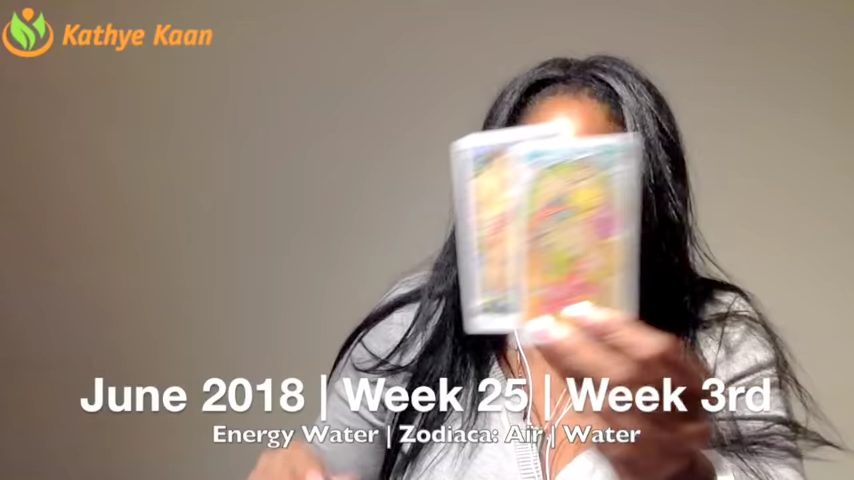 Kathye Kaan
June 2018 | Week 25 | Week 3rd
Energy Water | Zodiaca: Air | Water